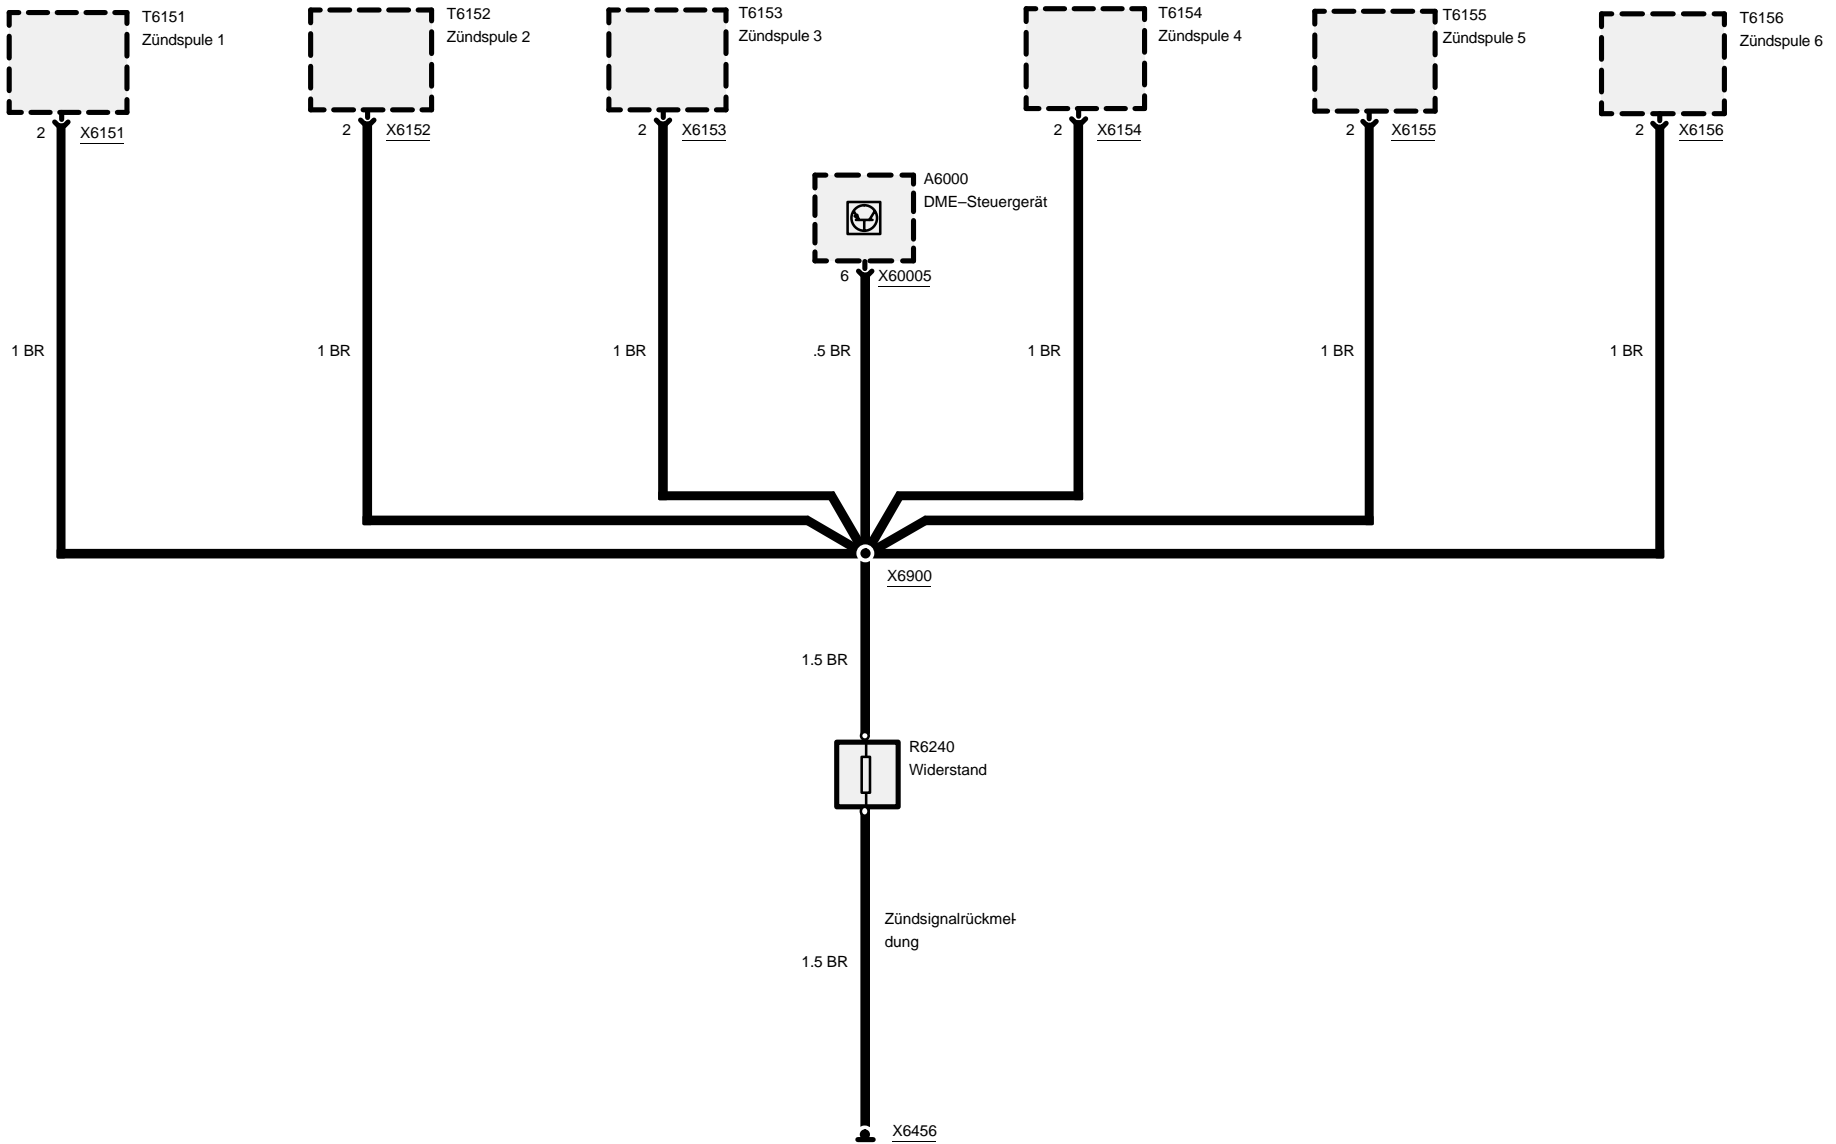 T6151
Zündspule 1
T6152
Zündspule 2
T6153
Zündspule 3
T6154
Zündspule 4
T6155
Zündspule 5
T6156
Zündspule 6
2 X6151
2 X6152
2 X6153
2 X6154
2 X6155
2 X6156
A6000
DME–Steuergerät
6 X60005
1 BR
1 BR
1 BR
.5 BR
1 BR
1 BR
1 BR
X6900
1.5 BR
R6240
Widerstand
Zündsignalrückmel-
dung
1.5 BR
X6456